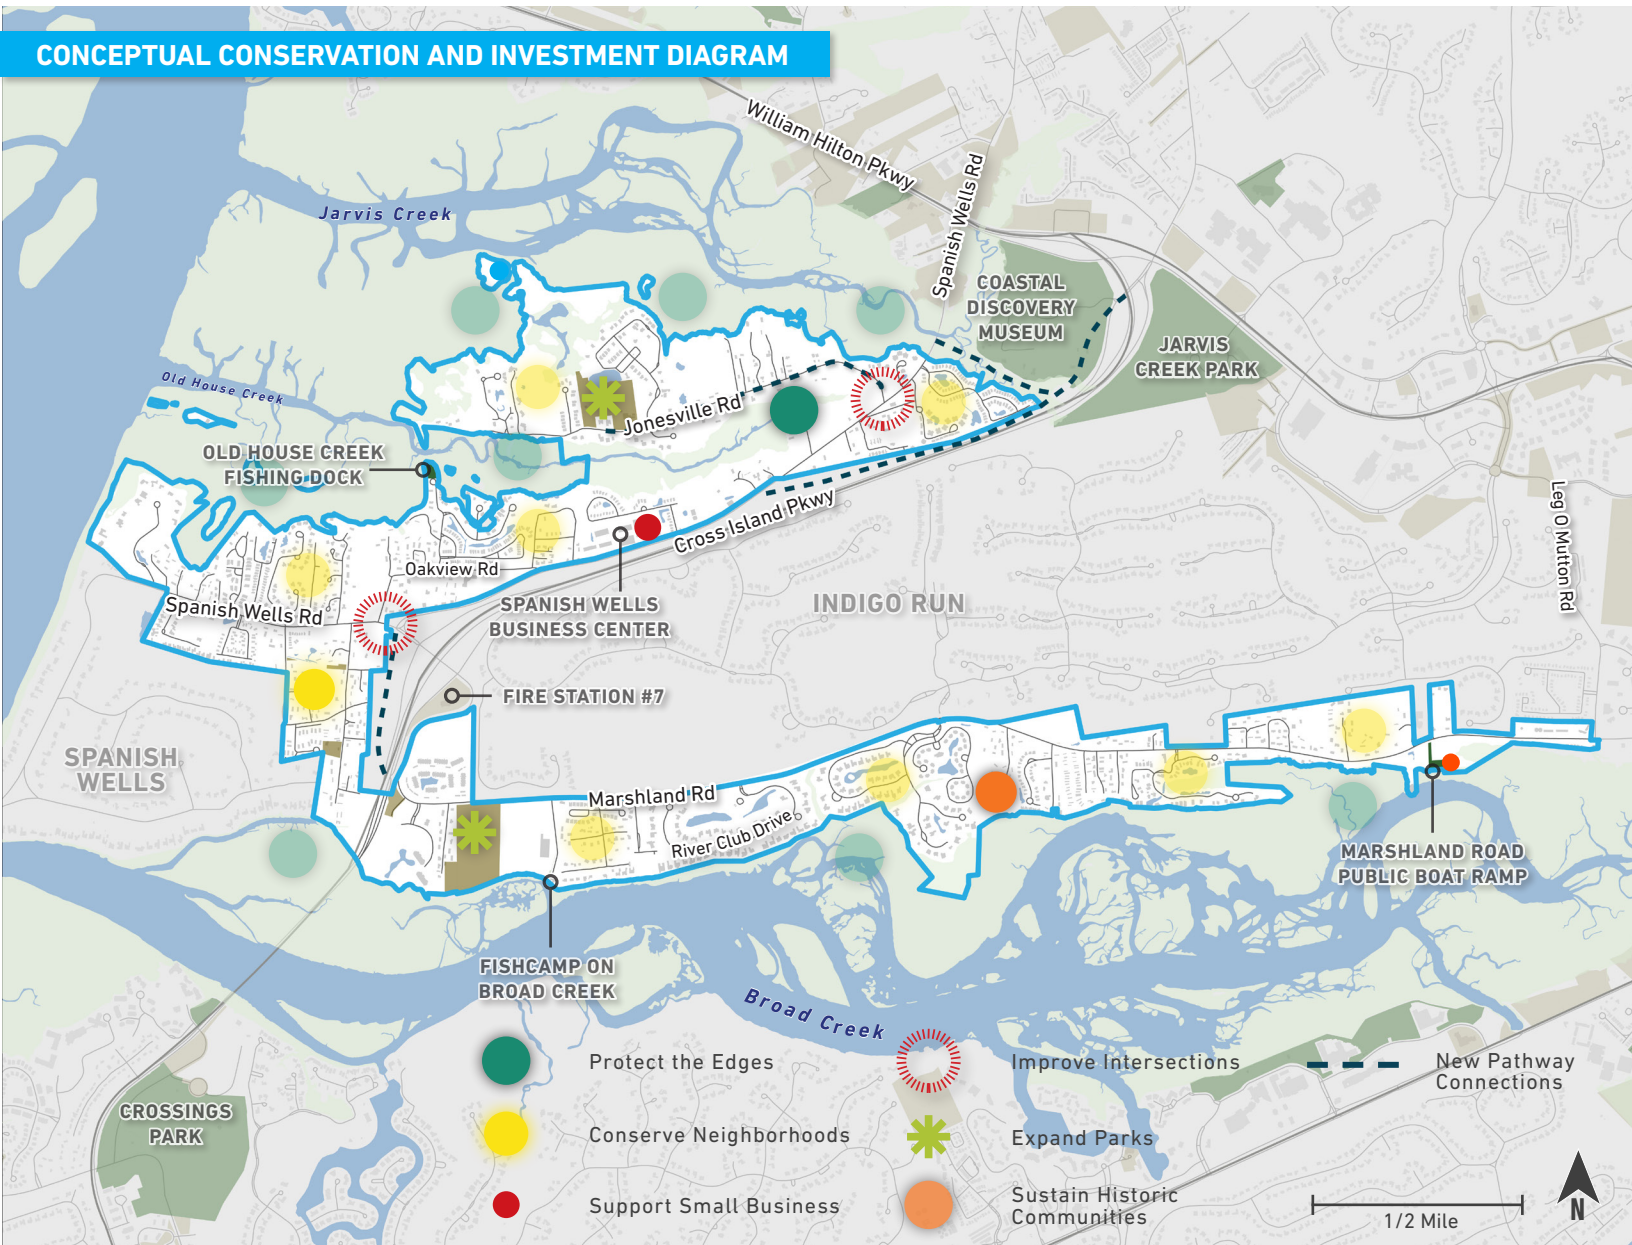 CONCEPTUAL CONSERVATION AND INVESTMENT DIAGRAM
William Hilton Pkwy
Spanish Wells Rd
Jarvis Creek
COASTAL
DISCOVERY
MUSEUM
JARVIS
CREEK PARK
Old House Creek
Jonesville Rd
OLD HOUSE CREEK
FISHING DOCK
Cross Island Pkwy
Leg O Mutton Rd
Oakview Rd
Spanish Wells Rd
SPANISH WELLS
BUSINESS CENTER
INDIGO RUN
FIRE STATION #7
SPANISH
WELLS
Marshland Rd
River Club Drive
MARSHLAND ROAD
PUBLIC BOAT RAMP
FISHCAMP ON
BROAD CREEK
Broad Creek
CROSSINGS
PARK
Protect the Edges
Improve Intersections
New Pathway
Connections
Conserve Neighborhoods
Expand Parks
Support Small Business
Sustain Historic
Communities
1/2 Mile
N